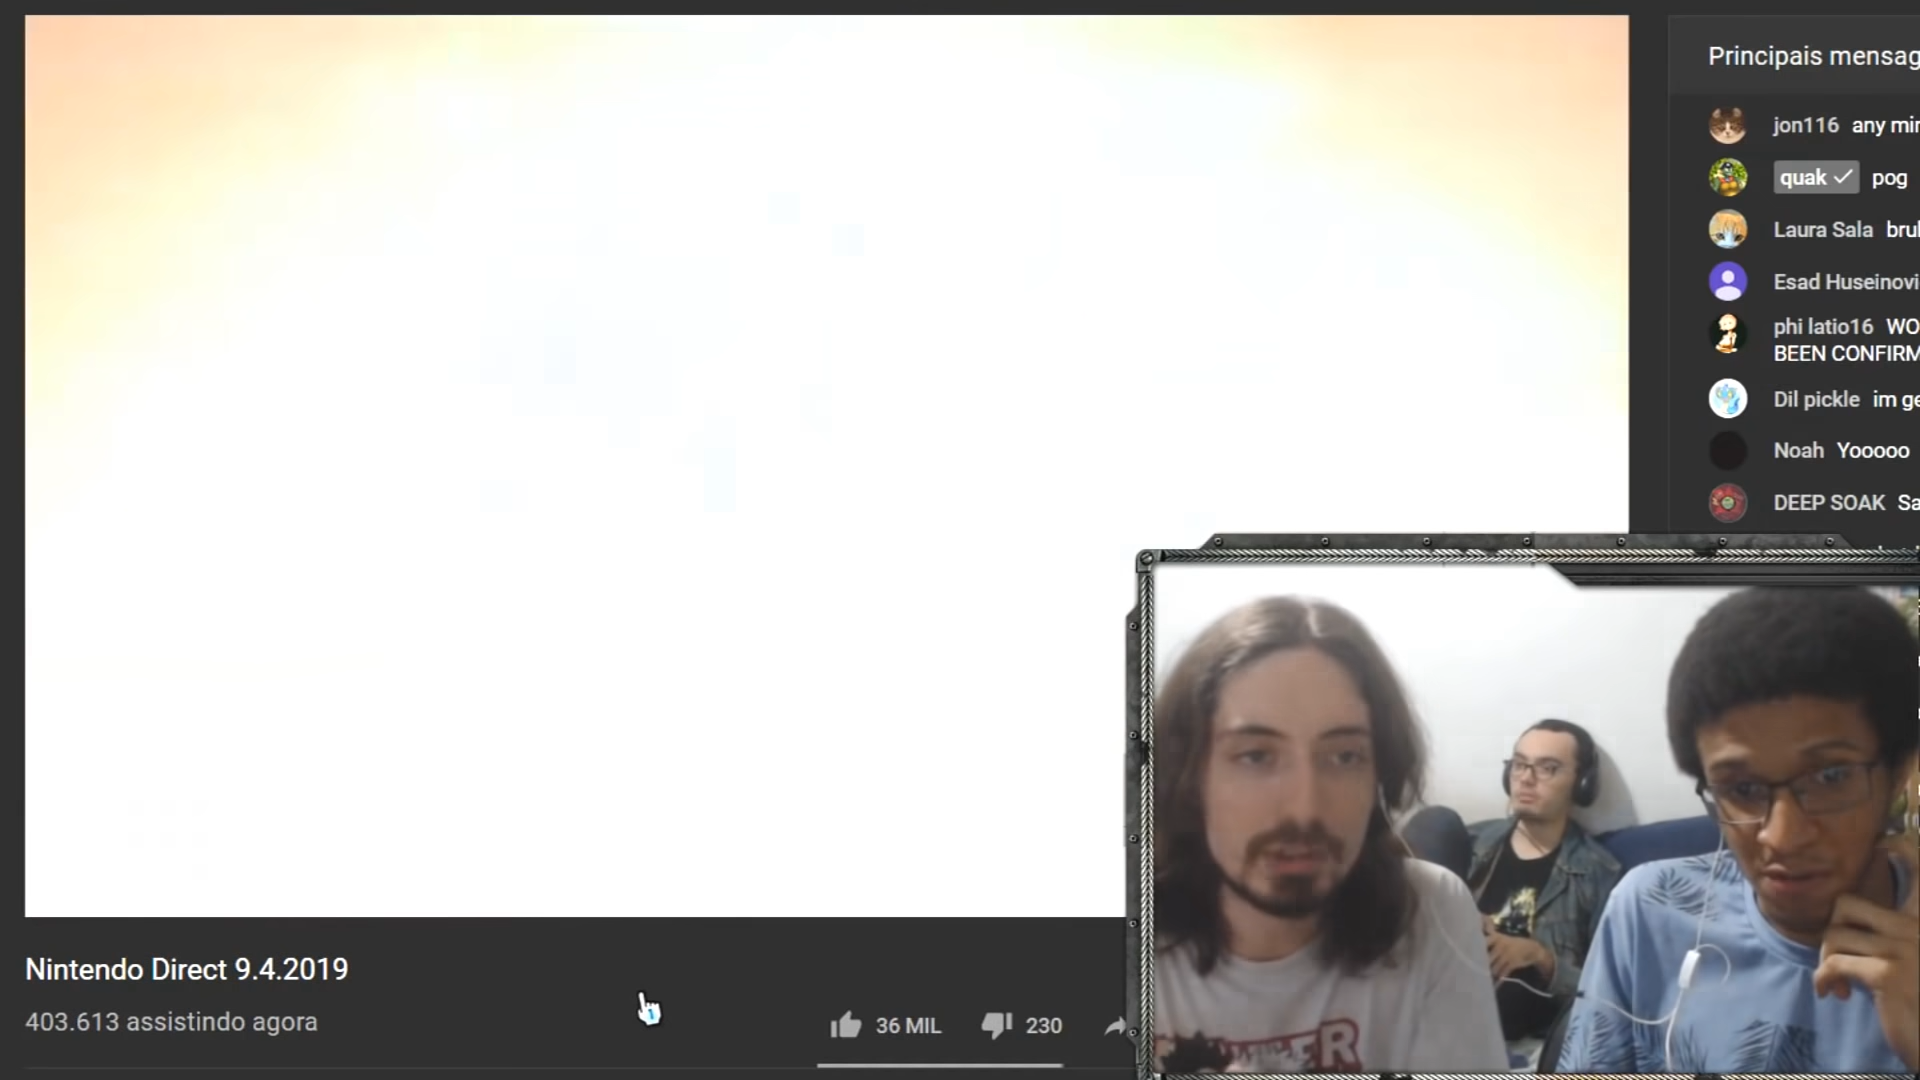 Principais mensag
jon116 any mir
quak pog
Laura Sala bru
Esad Huseinovi
phi latio16 WO
BEEN CONFIRM
Dil pickle im ge
Noah Yooooo
DEEP SOAK Sa
Nintendo Direct 9.4.2019
403.613 assistindo agora
36 MIL
230